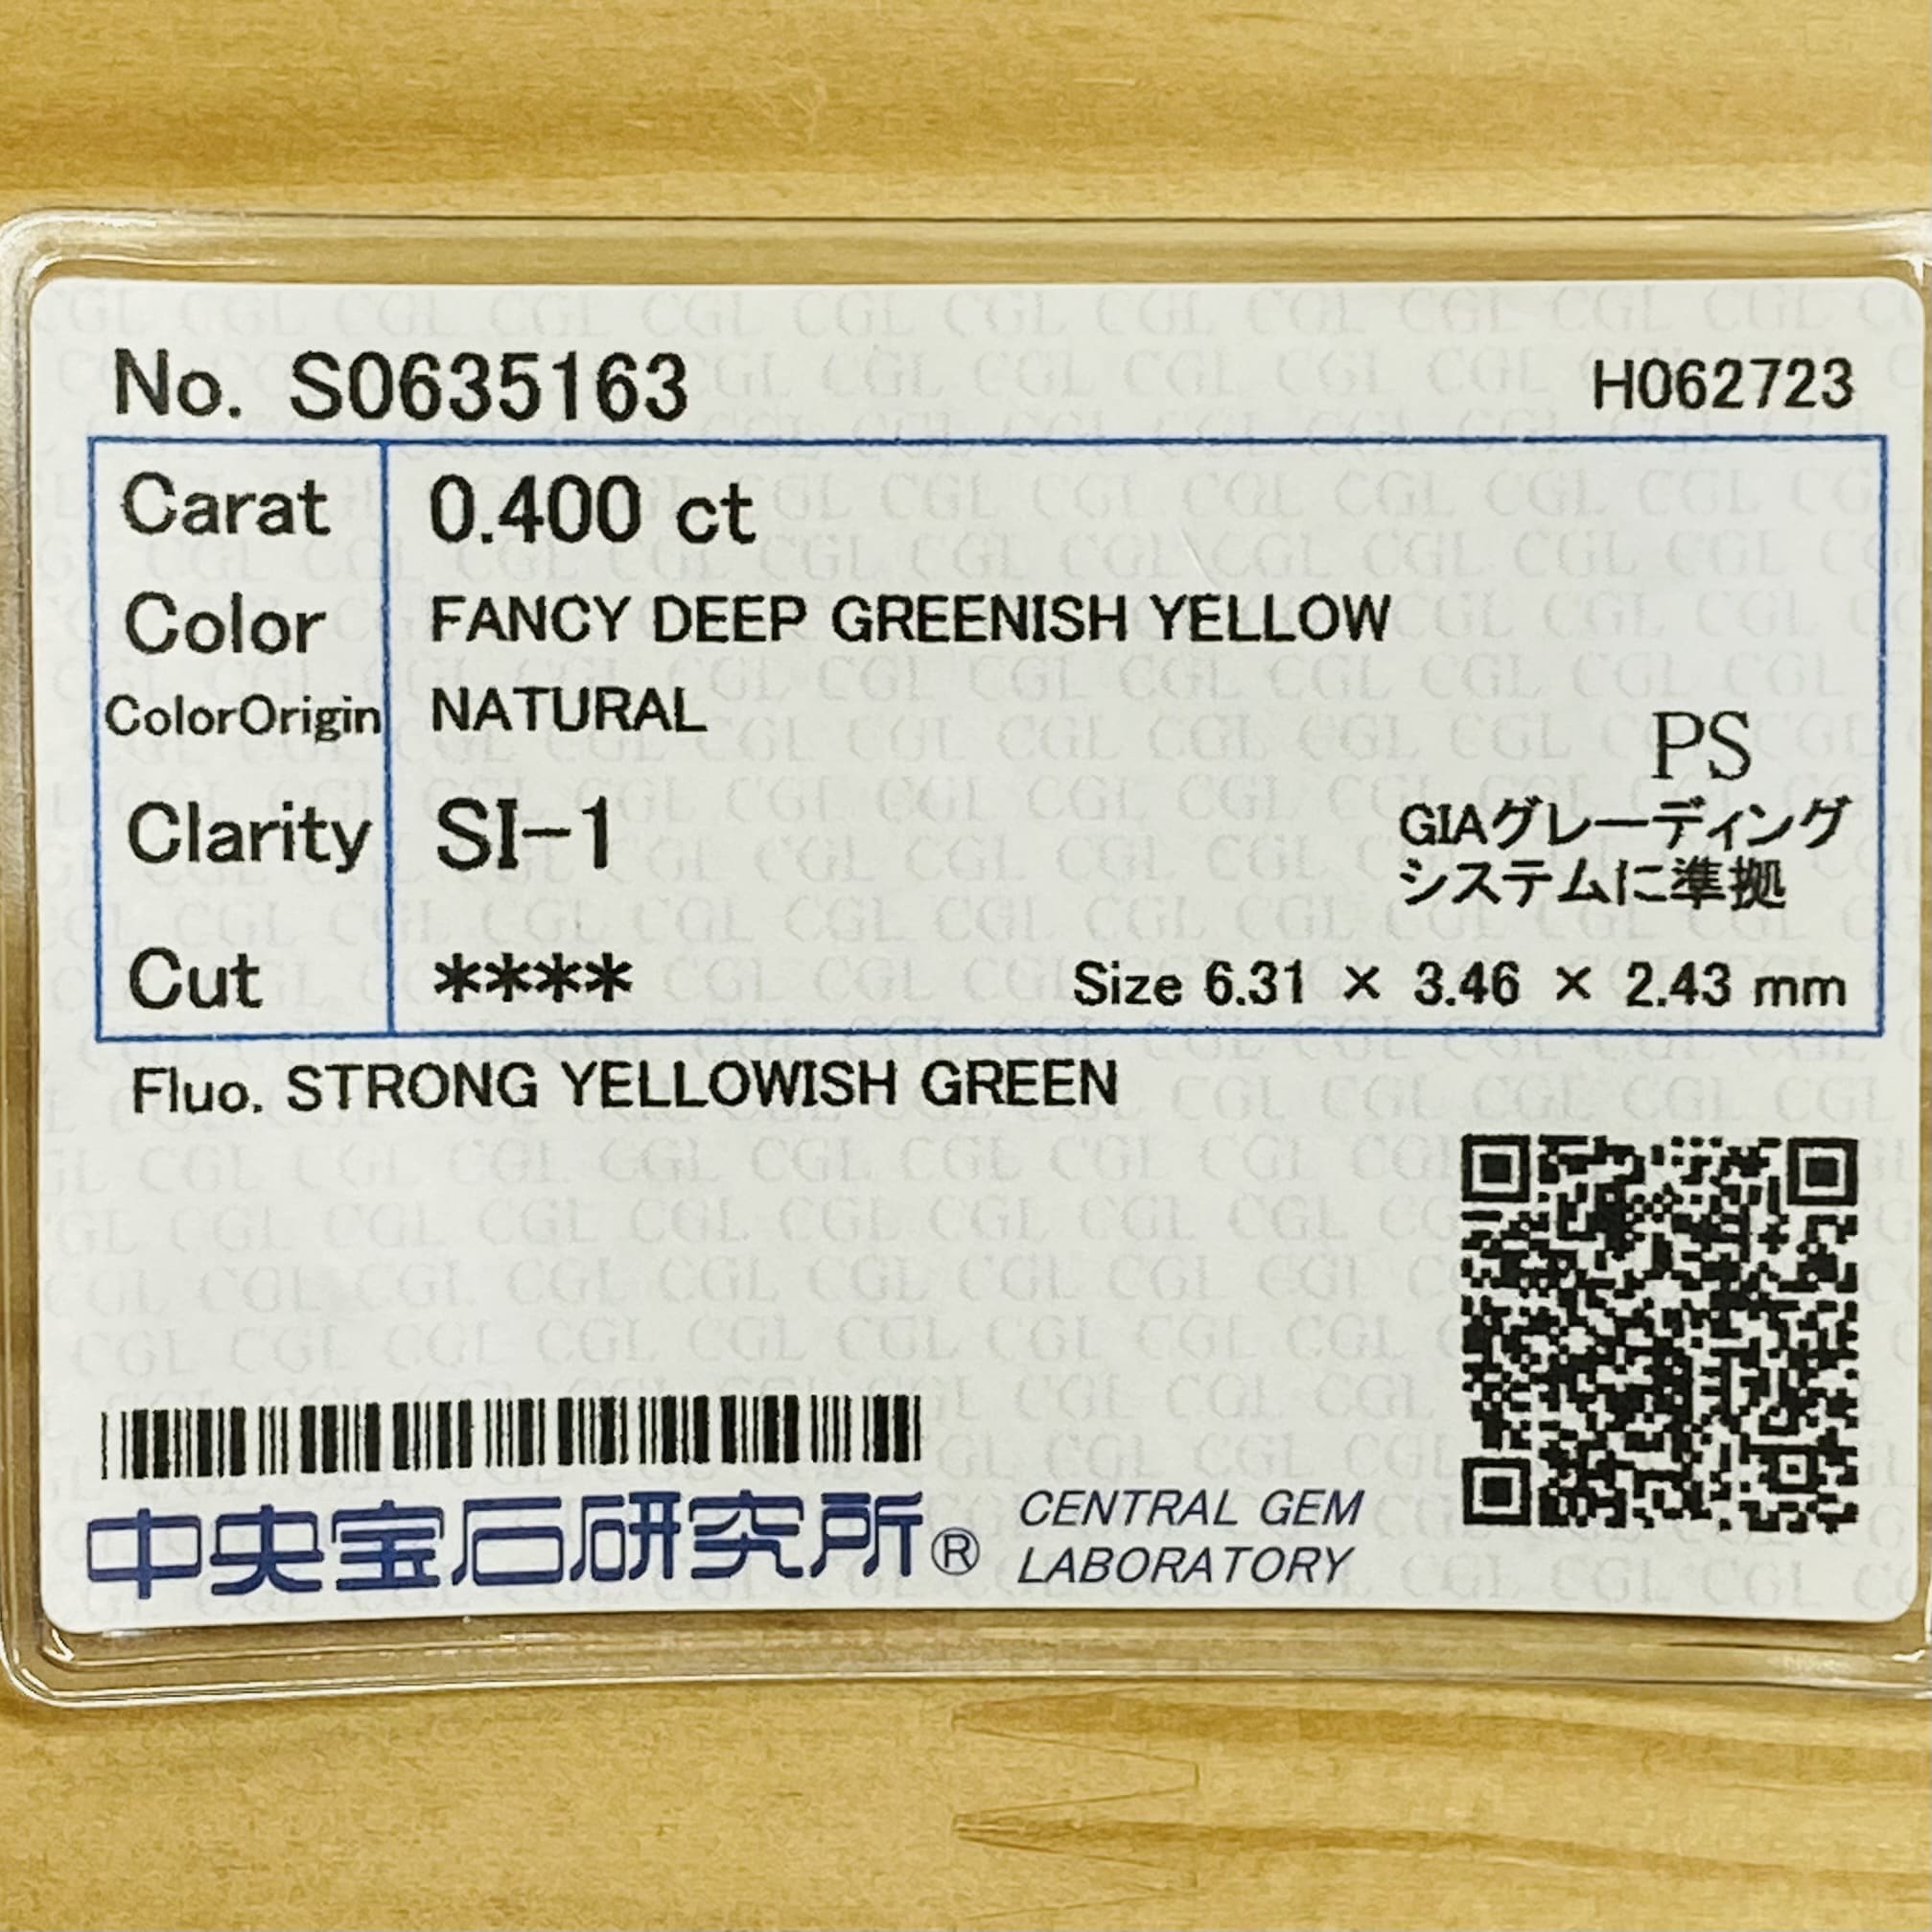 No. S0635163
H062723
Carat 0.400 ct
Color FANCY DEEP GREENISH YELLOW
ColorOrigin NATURAL
PS
Clarity SI-1
GIAグレーディング
システムに準拠
Cut **** Size 6.31 × 3.46 × 2.43 mm
Fluo. STRONG YELLOWISH GREEN
中央宝石研究所® CENTRAL GEM
LABORATORY